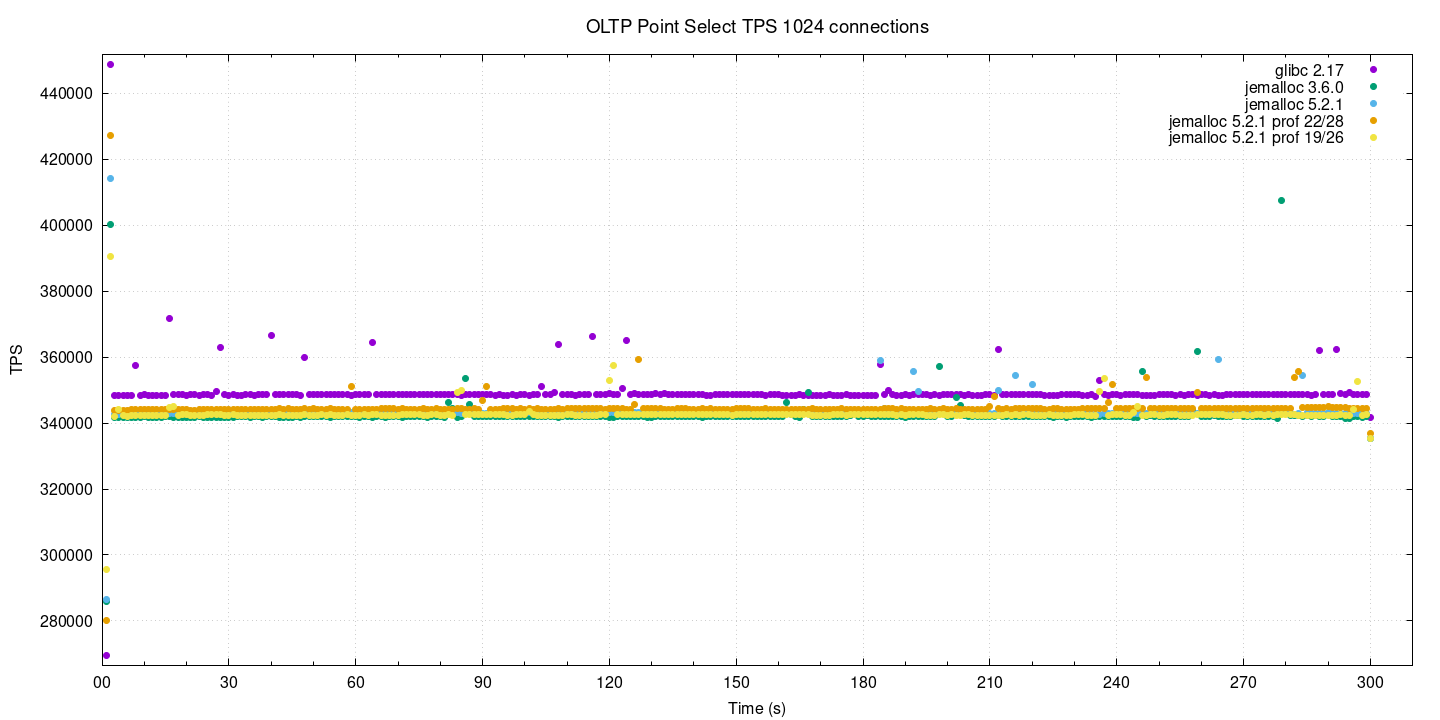 OLTP Point Select TPS 1024 connections
glibc 2.17
jemalloc 3.6.0
jemalloc 5.2.1
jemalloc 5.2.1 prof 22/28
jemalloc 5.2.1 prof 19/26
440000
420000
400000
380000
360000
340000
320000
300000
280000
TPS
00 30 60 90 120 150 180 210 240 270 300
Time (s)